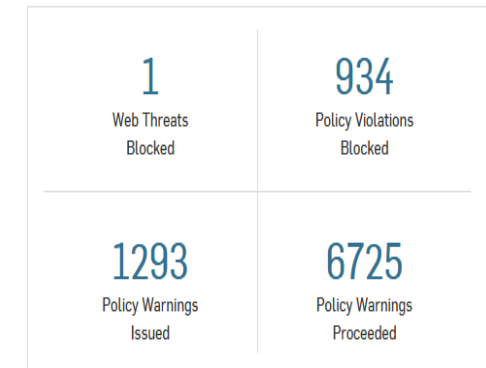 1
Web Threats
Blocked
934
Policy Violations
Blocked
1293
Policy Warnings
Issued
6725
Policy Warnings
Proceeded